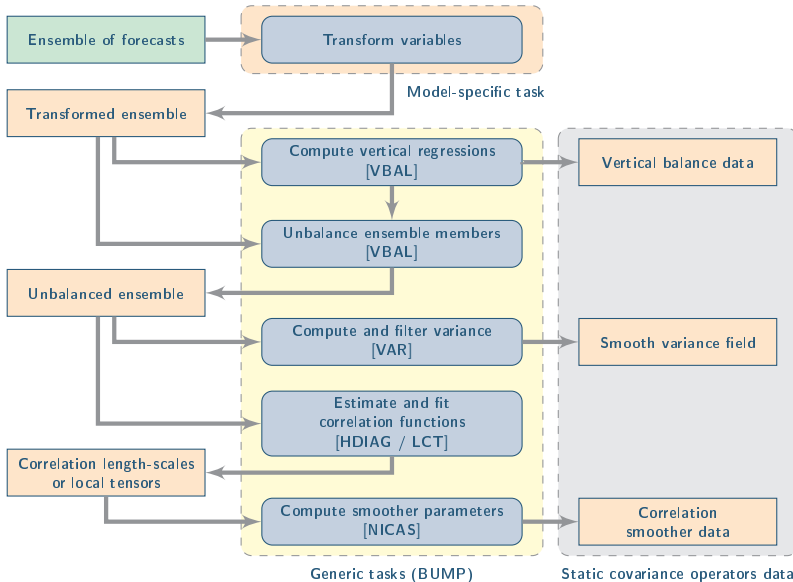 Ensemble of forecasts
Transform variables
Model-specific task
Transformed ensemble
Compute vertical regressions
[VBAL]
Vertical balance data
Unbalance ensemble members
[VBAL]
Unbalanced ensemble
Compute and filter variance
[VAR]
Smooth variance field
Estimate and fit
correlation functions
[HDIAG / LCT]
Correlation length-scales
or local tensors
Compute smoother parameters
[NICAS]
Correlation
smoother data
Generic tasks (BUMP)
Static covariance operators data